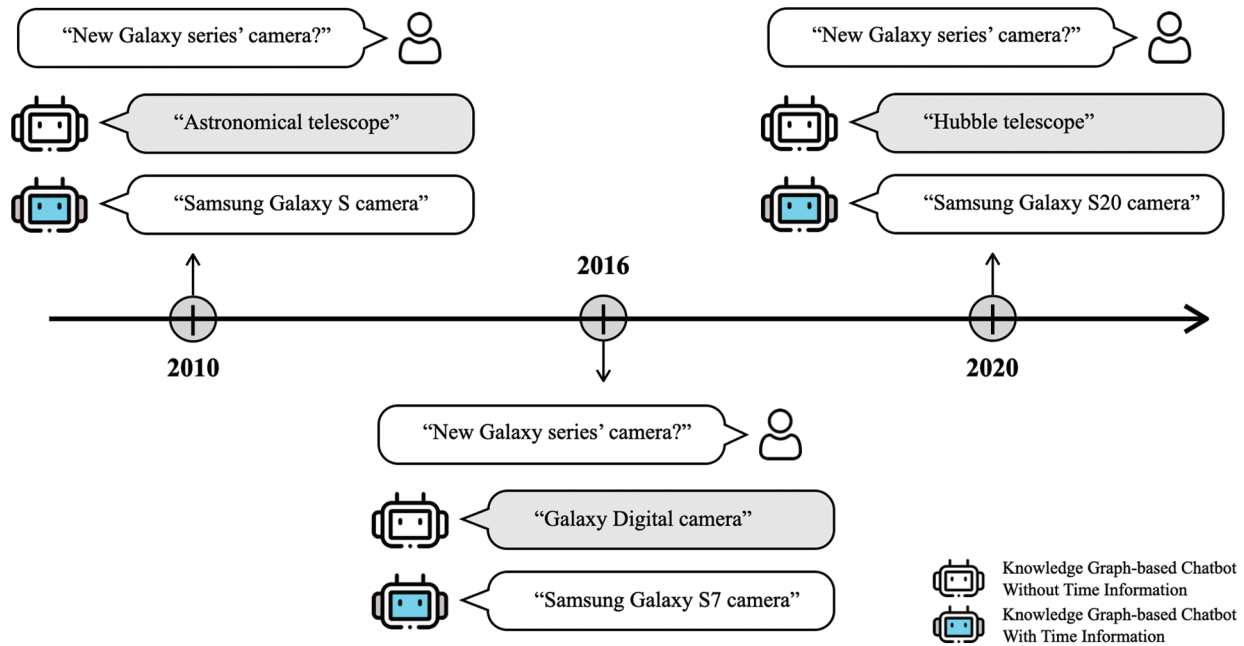 “New Galaxy series’ camera?”
“Astronomical telescope”
“Samsung Galaxy S camera”
2010
“New Galaxy series’ camera?”
“Hubble telescope”
“Samsung Galaxy S20 camera”
2020
2016
“New Galaxy series’ camera?”
“Galaxy Digital camera”
“Samsung Galaxy S7 camera”
Knowledge Graph-based Chatbot
Without Time Information
Knowledge Graph-based Chatbot
With Time Information